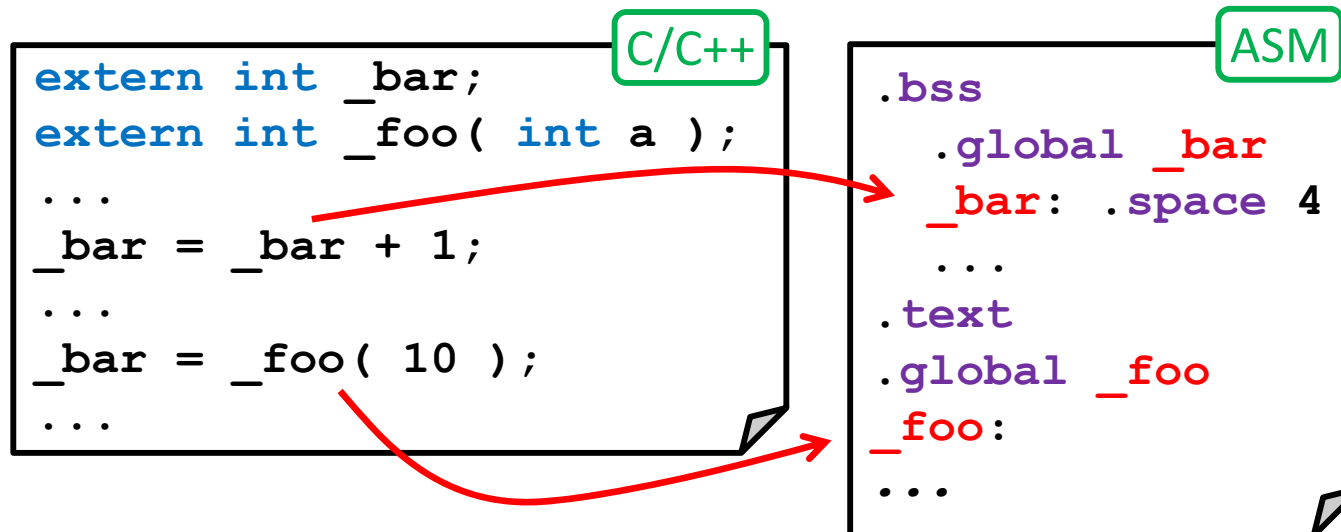 C/C++
extern int _bar;
extern int _foo( int a );
...
_bar = _bar + 1;
...
_bar = _foo( 10 );
...
ASM
.bss
.global _bar
_bar: .space 4
...
.text
.global _foo
_foo:
...